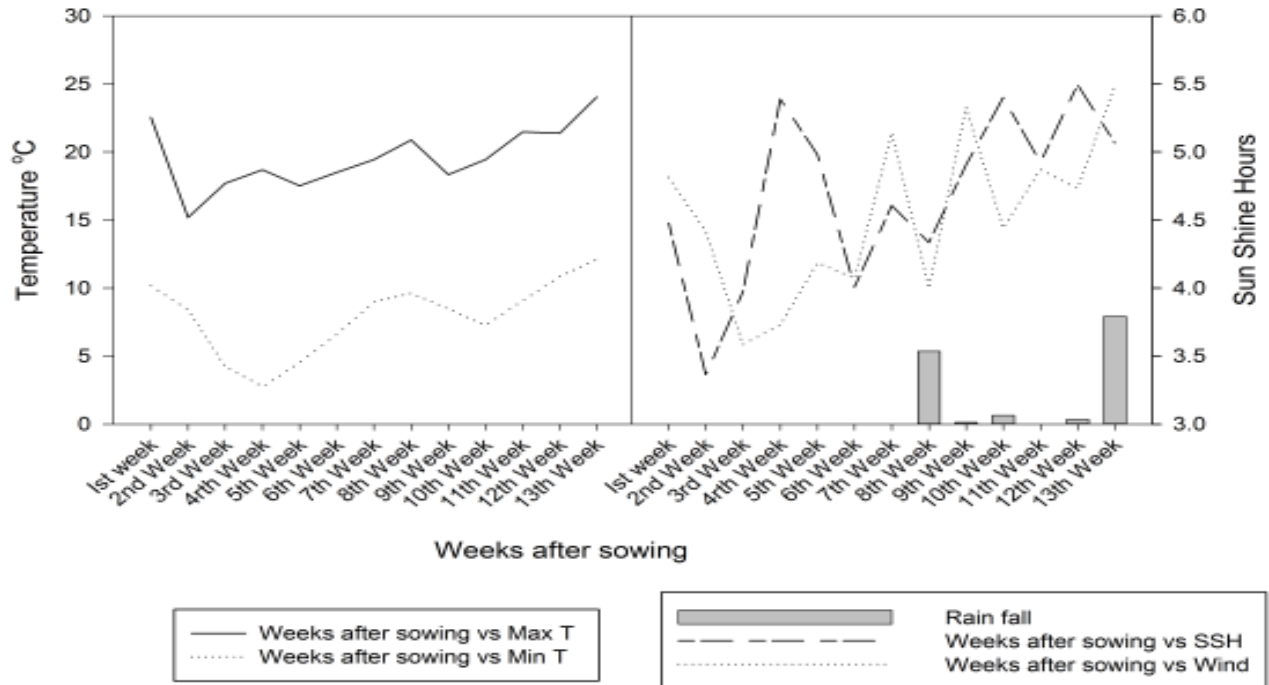 30
25
20
15
10
5
0
Temperature °C
6.0
5.5
5.0
4.5
4.0
3.5
3.0
Sun Shine Hours
Ist week
2nd Week
3rd Week
4rth Week
5th Week
6th Week
7th Week
8th Week
9th Week
10th Week
11th Week
12th Week
13th Week
Ist week
2nd Week
3rd Week
4rth Week
5th Week
6th Week
7th Week
8th Week
9th Week
10th Week
11th Week
12th Week
13th Week
Weeks after sowing
Weeks after sowing vs Max T
Weeks after sowing vs Min T
Rain fall
Weeks after sowing vs SSH
Weeks after sowing vs Wind